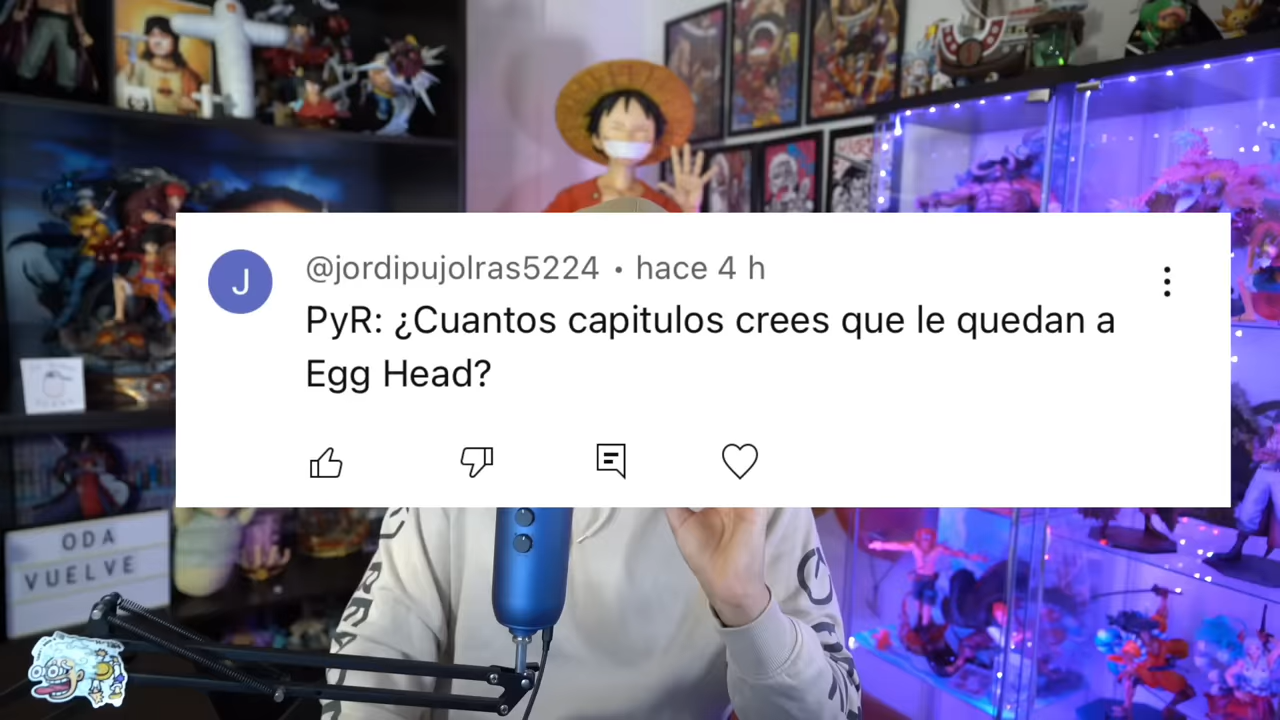 @jordipujolras5224 • hace 4 h
J
PyR: ¿Cuantos capitulos crees que le quedan a
Egg Head?
ODA
VUELVE